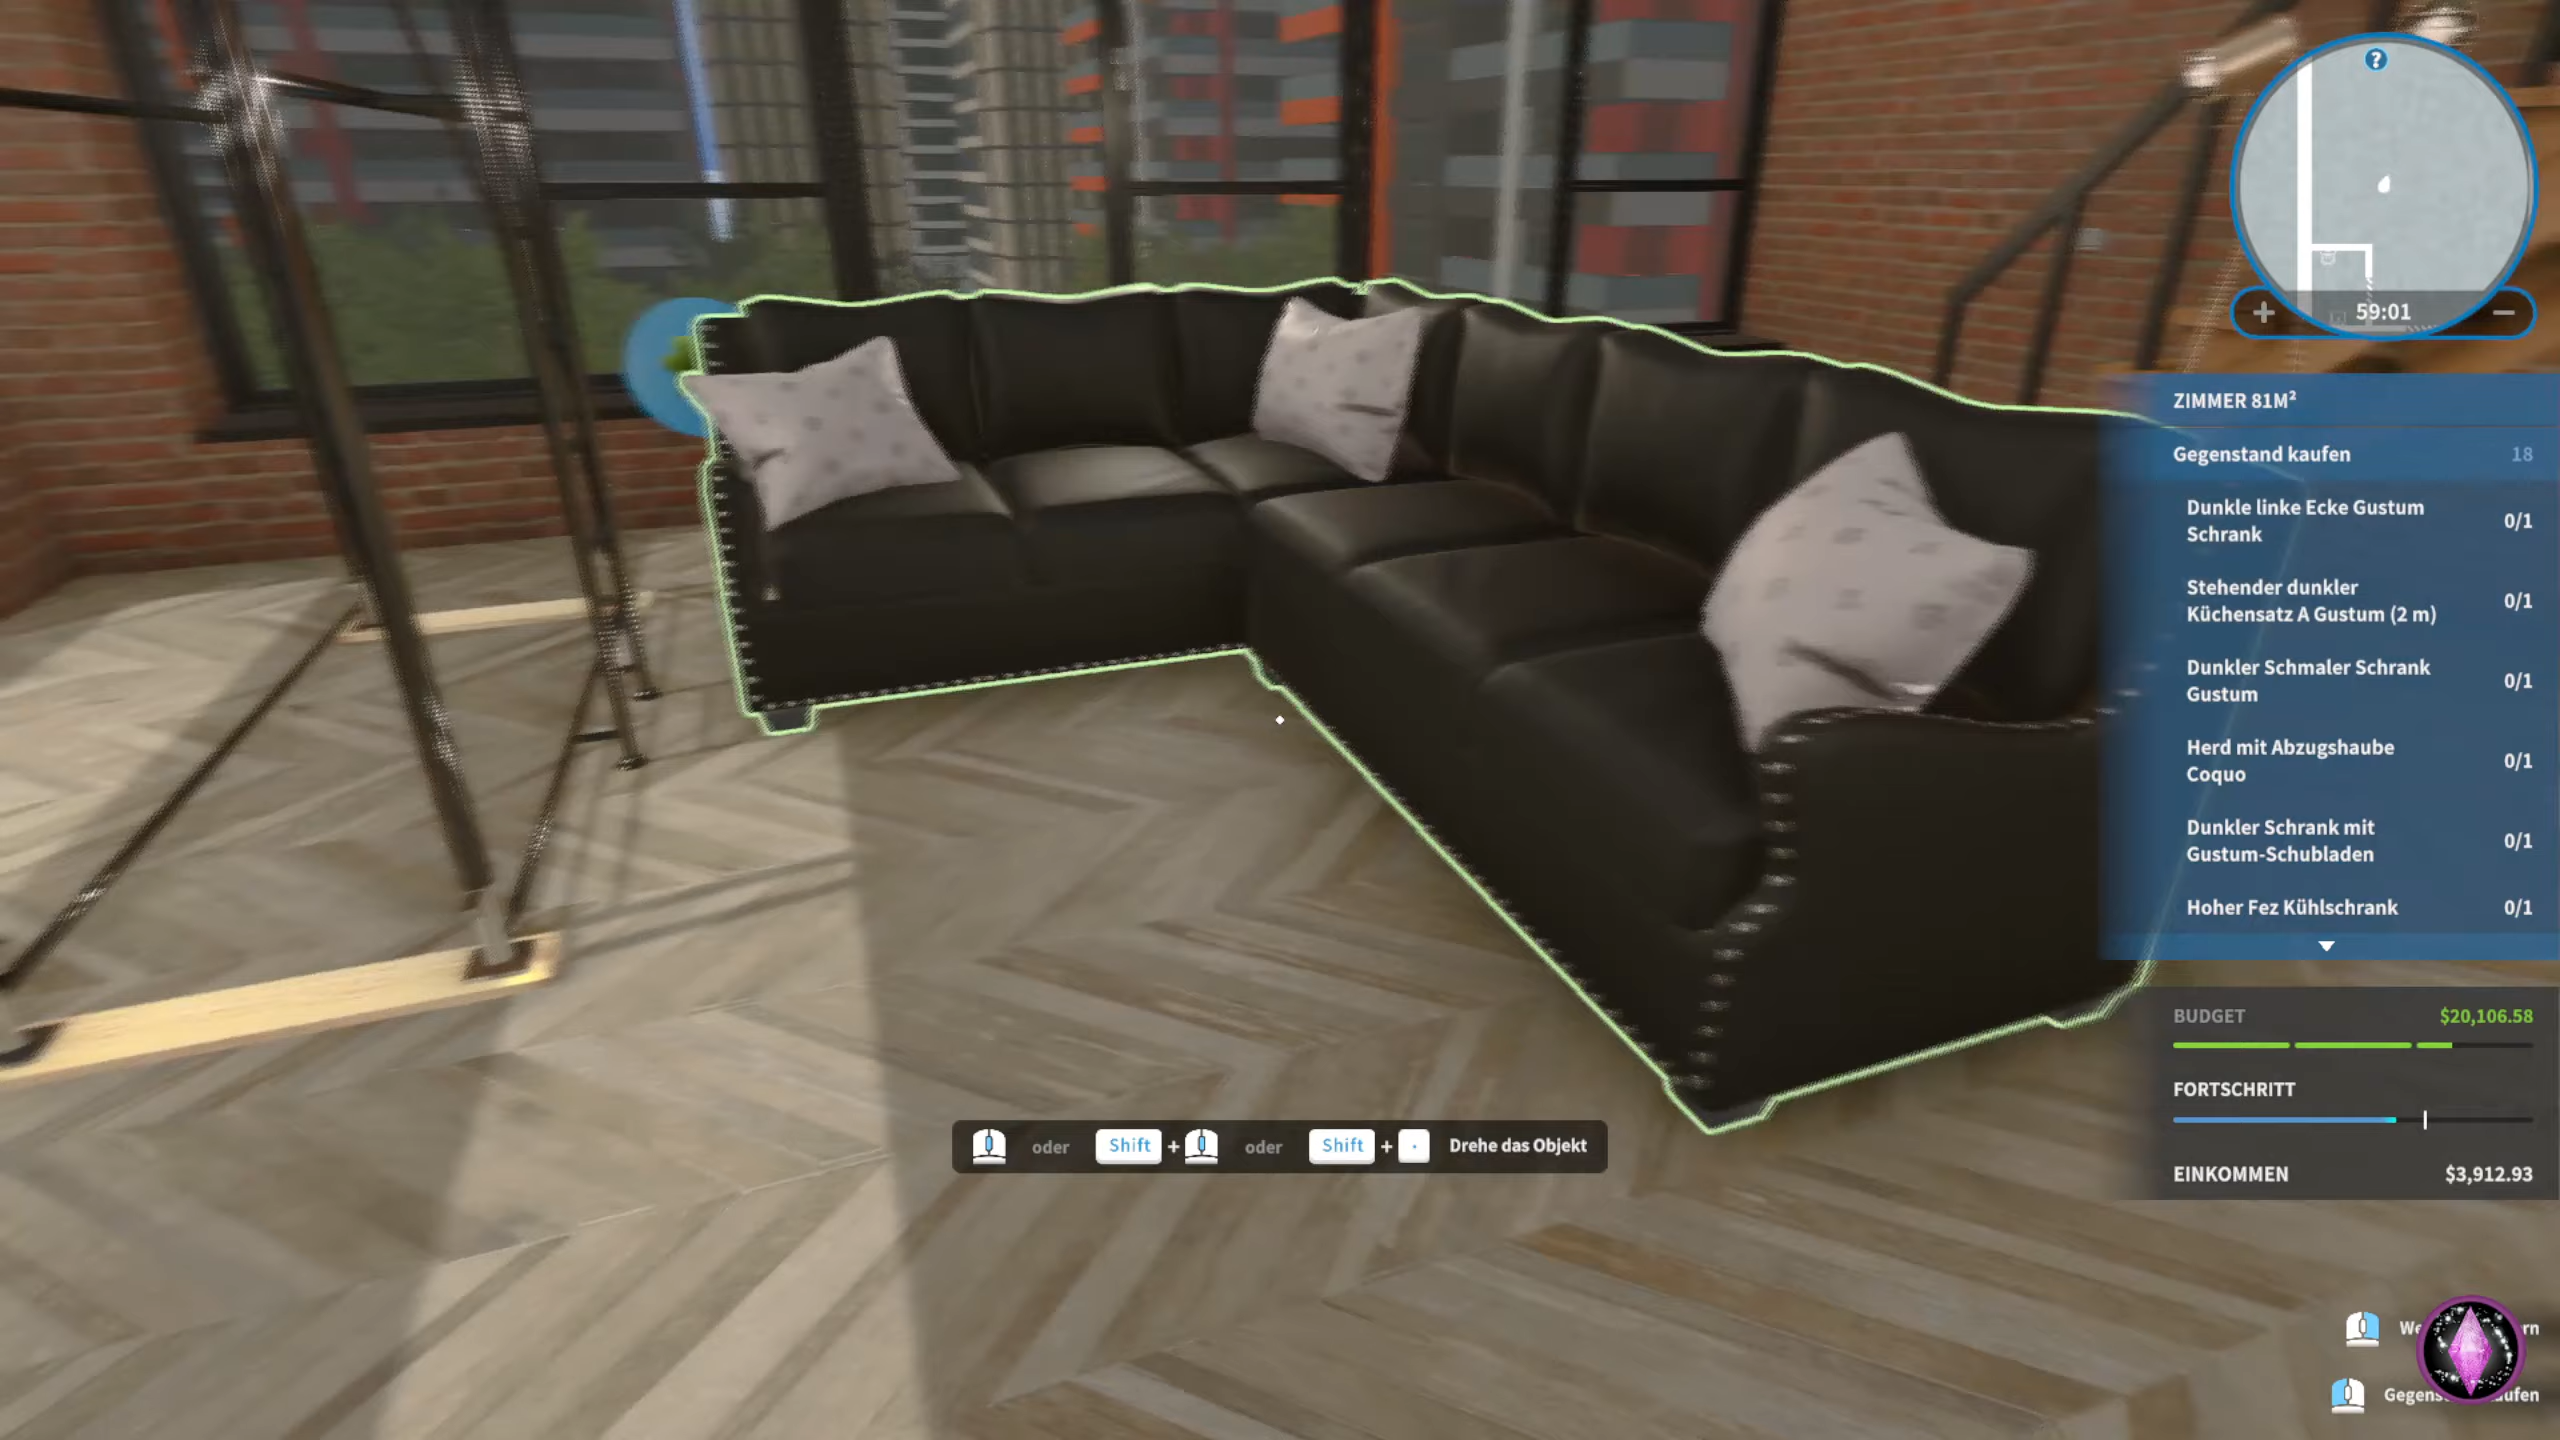 ?
+ 59:01 −
ZIMMER 81M²
Gegenstand kaufen 18
Dunkle linke Ecke Gustum
Schrank 0/1
Stehender dunkler
Küchensatz A Gustum (2 m) 0/1
Dunkler Schmaler Schrank
Gustum 0/1
Herd mit Abzugshaube
Coquo 0/1
Dunkler Schrank mit
Gustum-Schubladen 0/1
Hoher Fez Kühlschrank 0/1
BUDGET $20,106.58
FORTSCHRITT
oder Shift + oder Shift + · Drehe das Objekt
EINKOMMEN $3,912.93